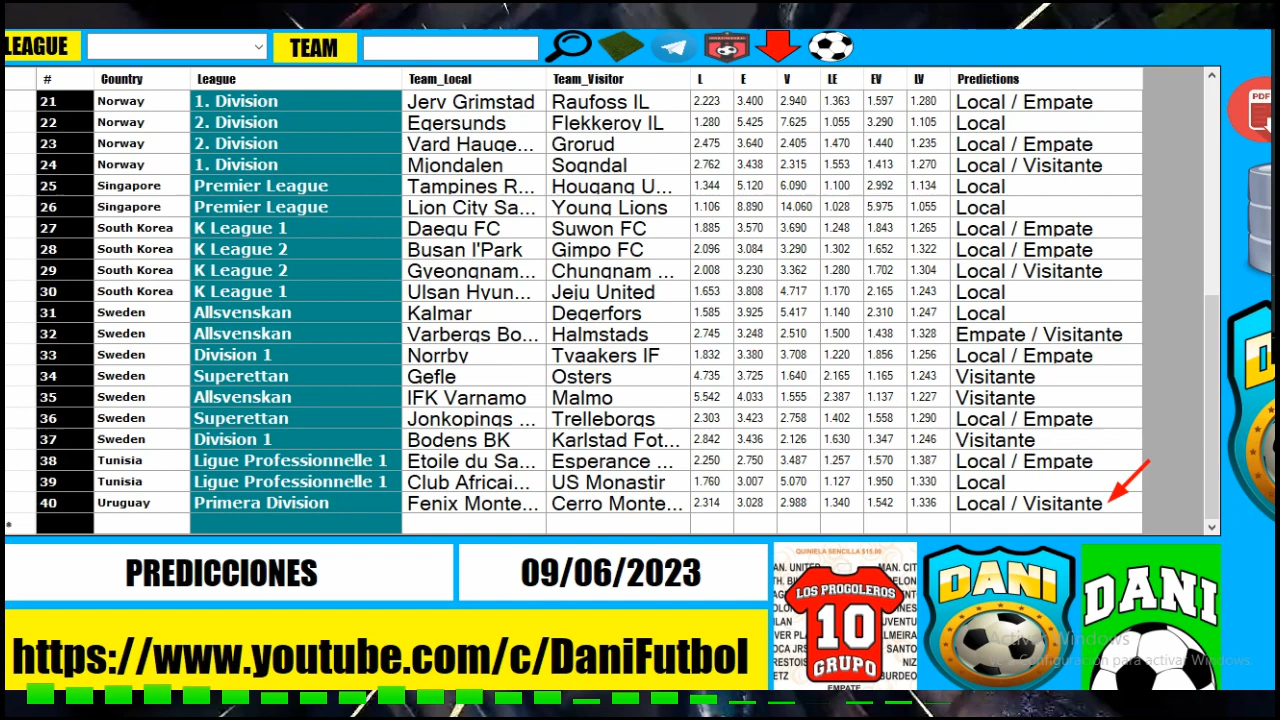 LEAGUE TEAM
# Country League Team_Local Team_Visitor L E V LE EV LV Predictions
21 Norway 1. Division Jerv Grimstad Raufoss IL 2.223 3.400 2.940 1.363 1.597 1.280 Local / Empate
22 Norway 2. Division Egersunds Flekkeroy IL 1.280 5.425 7.625 1.055 3.290 1.105 Local
23 Norway 2. Division Vard Hauge... Grorud 2.475 3.640 2.405 1.470 1.440 1.235 Local / Empate
24 Norway 1. Division Mjondalen Sogndal 2.762 3.438 2.315 1.553 1.413 1.270 Local / Visitante
25 Singapore Premier League Tampines R... Hougang U... 1.344 5.120 6.090 1.100 2.992 1.134 Local
26 Singapore Premier League Lion City Sa... Young Lions 1.106 8.890 14.060 1.028 5.975 1.055 Local
27 South Korea K League 1 Daegu FC Suwon FC 1.885 3.570 3.690 1.248 1.843 1.265 Local / Empate
28 South Korea K League 2 Busan I'Park Gimpo FC 2.096 3.084 3.290 1.302 1.652 1.322 Local / Empate
29 South Korea K League 2 Gyeongnam... Chungnam ... 2.008 3.230 3.362 1.280 1.702 1.304 Local / Visitante
30 South Korea K League 1 Ulsan Hyun... Jeju United 1.653 3.808 4.717 1.170 2.165 1.243 Local
31 Sweden Allsvenskan Kalmar Degerfors 1.585 3.925 5.417 1.140 2.310 1.247 Local
32 Sweden Allsvenskan Varbergs Bo... Halmstads 2.745 3.248 2.510 1.500 1.438 1.328 Empate / Visitante
33 Sweden Division 1 Norrby Tvaakers IF 1.832 3.380 3.708 1.220 1.856 1.256 Local / Empate
34 Sweden Superettan Gefle Osters 4.735 3.725 1.640 2.165 1.165 1.243 Visitante
35 Sweden Allsvenskan IFK Varnamo Malmo 5.542 4.033 1.555 2.387 1.137 1.227 Visitante
36 Sweden Superettan Jonkopings ... Trelleborgs 2.303 3.423 2.758 1.402 1.558 1.290 Local / Empate
37 Sweden Division 1 Bodens BK Karlstad Fot... 2.842 3.436 2.126 1.630 1.347 1.246 Visitante
38 Tunisia Ligue Professionnelle 1 Etoile du Sa... Esperance ... 2.250 2.750 3.487 1.257 1.570 1.387 Local / Empate
39 Tunisia Ligue Professionnelle 1 Club Africai... US Monastir 1.760 3.007 5.070 1.127 1.950 1.330 Local
40 Uruguay Primera Division Fenix Monte... Cerro Monte... 2.314 3.028 2.988 1.340 1.542 1.336 Local / Visitante
*
PDF
PREDICCIONES 09/06/2023
https://www.youtube.com/c/DaniFutbol
QUINIELA SENCILLA $15.00
AN. UNITED MAN. CIT
LOS PROGOLEROS
10
GRUPO
EMPATE
DANI
DANI
Activar Windows
Ve a Configuración para activar Windows.